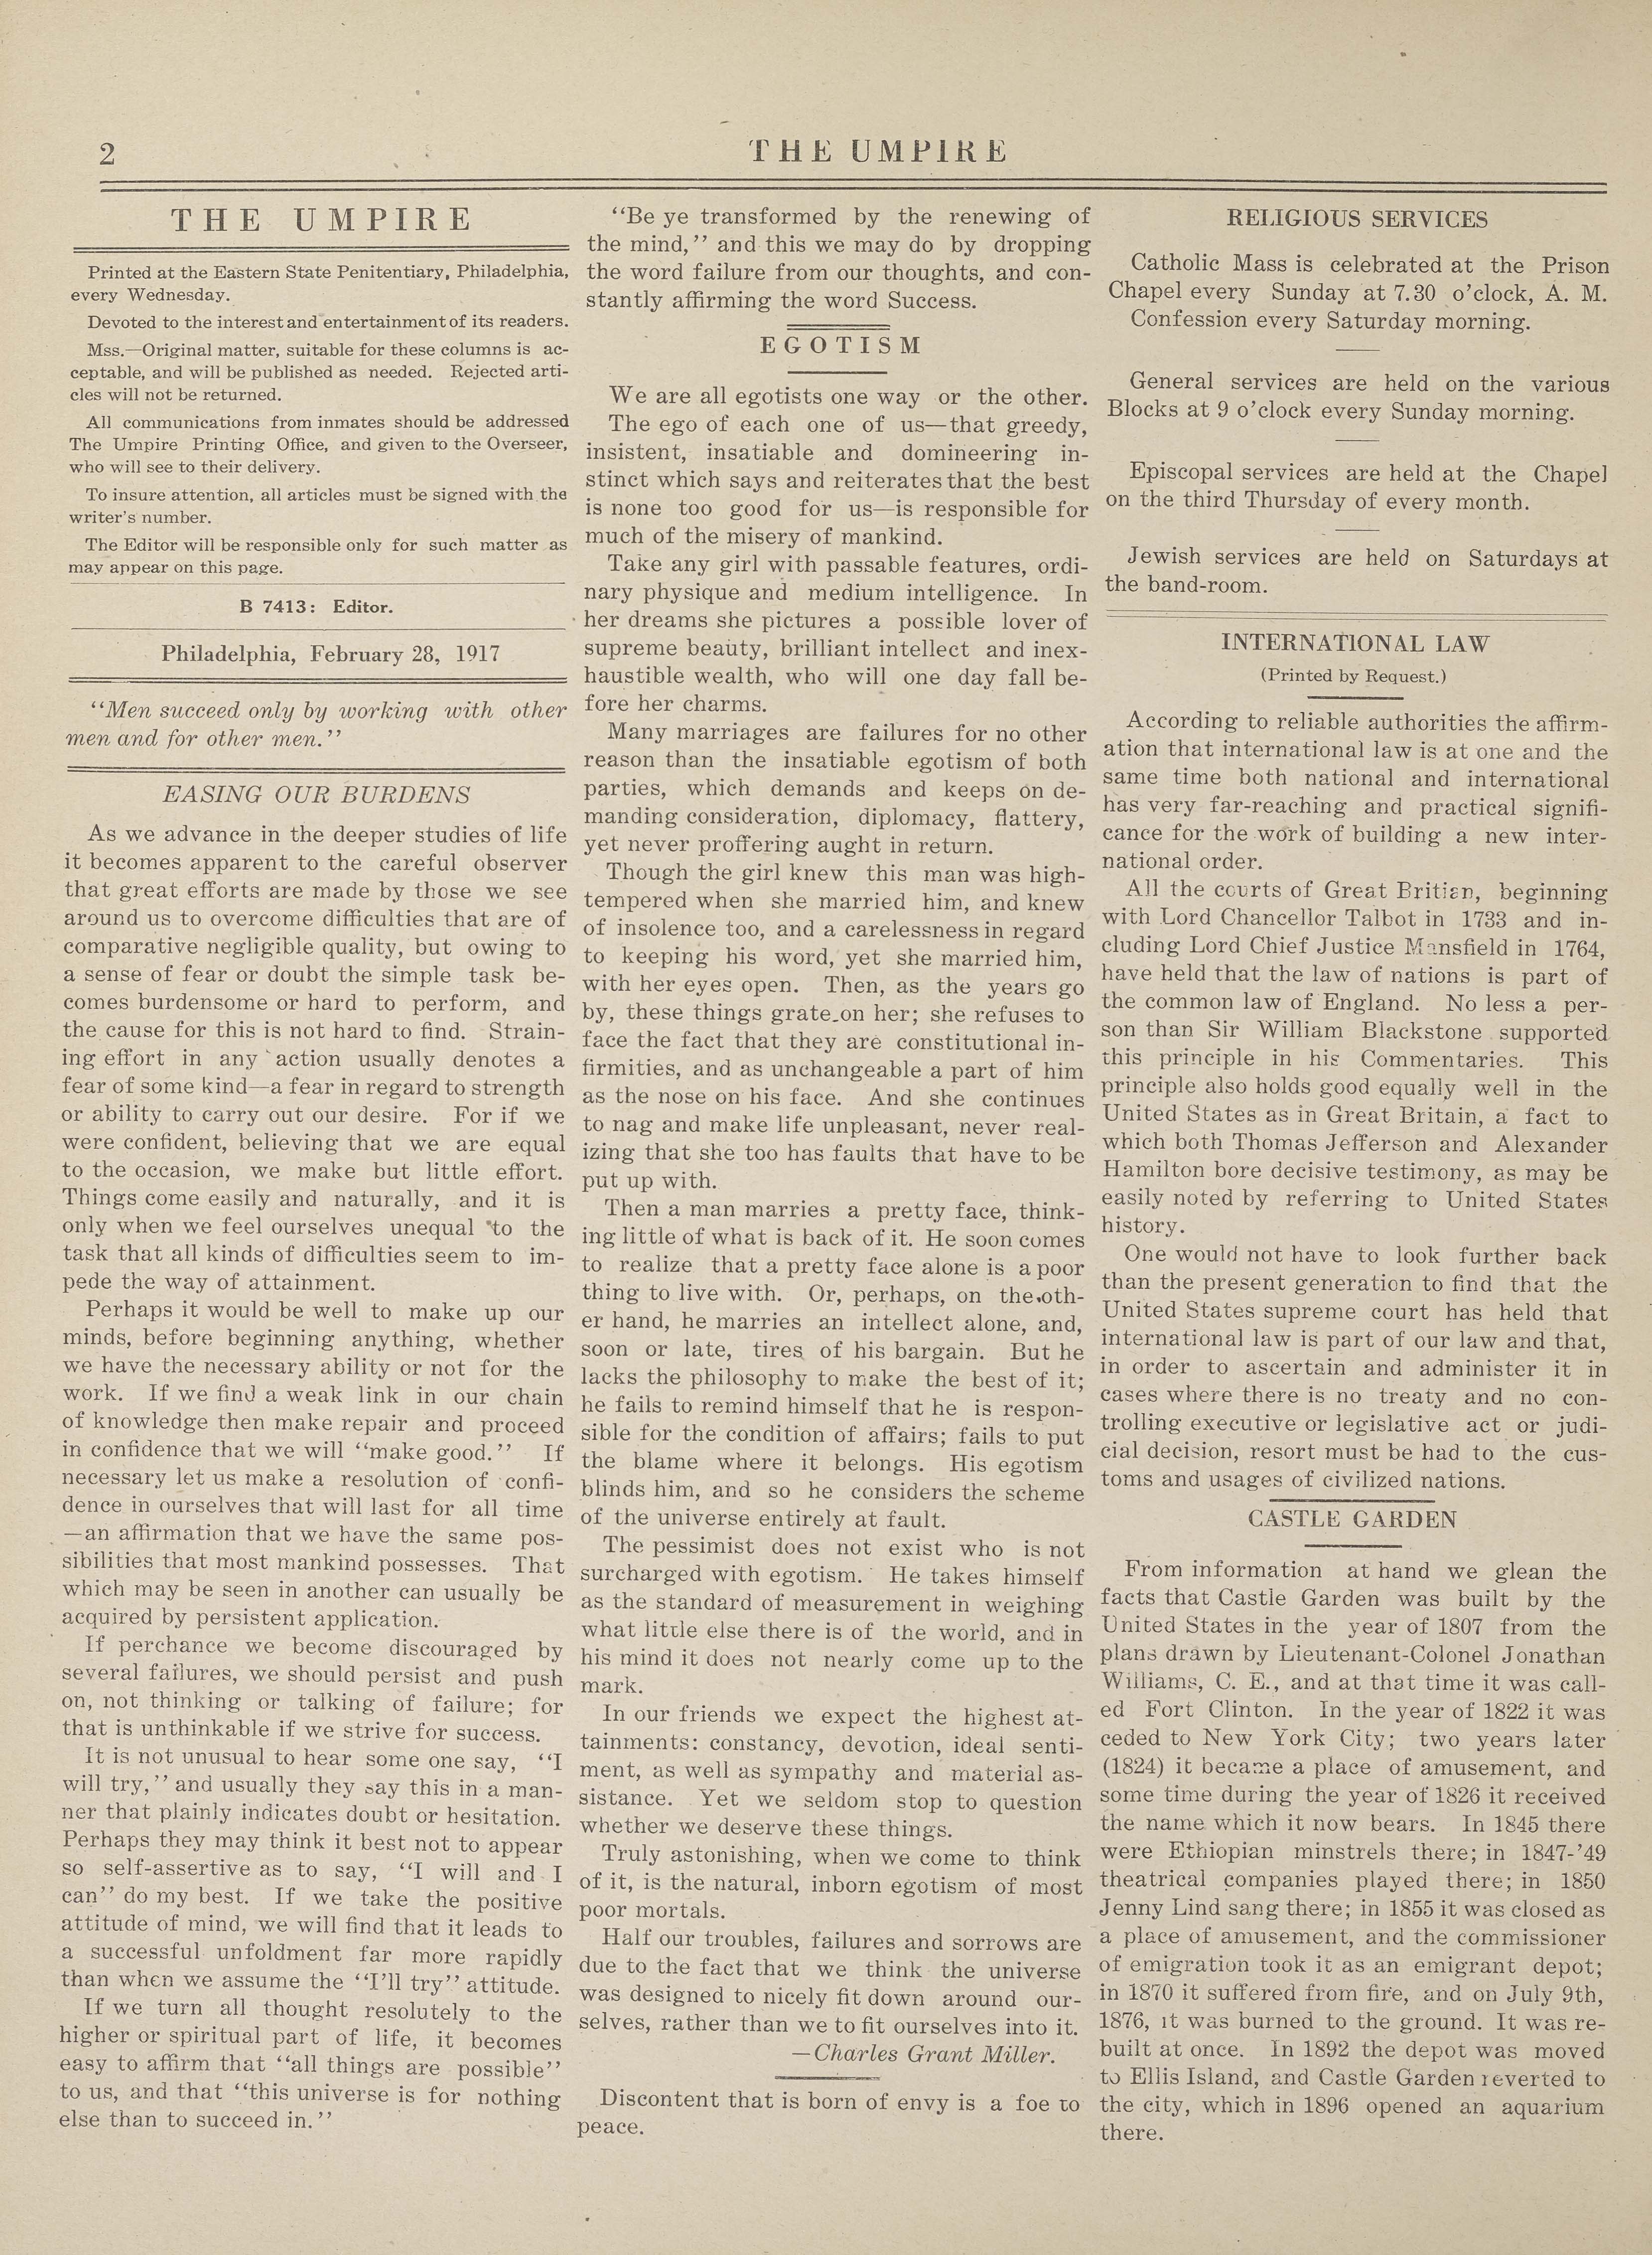 2
THE UMPIRE
THE UMPIRE
Printed at the Eastern State Penitentiary, Philadelphia,
every Wednesday.
Devoted to the interest and entertainment of its readers.
Mss.—Original matter, suitable for these columns is ac-
ceptable, and will be published as needed. Rejected arti-
cles will not be returned.
All communications from inmates should be addressed
The Umpire Printing Office, and given to the Overseer,
who will see to their delivery.
To insure attention, all articles must be signed with the
writer's number.
The Editor will be responsible only for such matter as
may appear on this page.
B 7413: Editor.
Philadelphia, February 28, 1917
"Men succeed only by working with other
men and for other men."
EASING OUR BURDENS
As we advance in the deeper studies of life
it becomes apparent to the careful observer
that great efforts are made by those we see
around us to overcome difficulties that are of
comparative negligible quality, but owing to
a sense of fear or doubt the simple task be-
comes burdensome or hard to perform, and
the cause for this is not hard to find. Strain-
ing effort in any action usually denotes a
fear of some kind—a fear in regard to strength
or ability to carry out our desire. For if we
were confident, believing that we are equal
to the occasion, we make but little effort.
Things come easily and naturally, and it is
only when we feel ourselves unequal to the
task that all kinds of difficulties seem to im-
pede the way of attainment.
Perhaps it would be well to make up our
minds, before beginning anything, whether
we have the necessary ability or not for the
work. If we find a weak link in our chain
of knowledge then make repair and proceed
in confidence that we will "make good." If
necessary let us make a resolution of confi-
dence in ourselves that will last for all time
—an affirmation that we have the same pos-
sibilities that most mankind possesses. That
which may be seen in another can usually be
acquired by persistent application.
If perchance we become discouraged by
several failures, we should persist and push
on, not thinking or talking of failure; for
that is unthinkable if we strive for success.
It is not unusual to hear some one say, "I
will try," and usually they say this in a man-
ner that plainly indicates doubt or hesitation.
Perhaps they may think it best not to appear
so self-assertive as to say, "I will and I
can" do my best. If we take the positive
attitude of mind, we will find that it leads to
a successful unfoldment far more rapidly
than when we assume the "I'll try" attitude.
If we turn all thought resolutely to the
higher or spiritual part of life, it becomes
easy to affirm that "all things are possible"
to us, and that "this universe is for nothing
else than to succeed in."
"Be ye transformed by the renewing of
the mind," and this we may do by dropping
the word failure from our thoughts, and con-
stantly affirming the word Success.
EGOTISM
We are all egotists one way or the other.
The ego of each one of us—that greedy,
insistent, insatiable and domineering in-
stinct which says and reiterates that the best
is none too good for us—is responsible for
much of the misery of mankind.
Take any girl with passable features, ordi-
nary physique and medium intelligence. In
her dreams she pictures a possible lover of
supreme beauty, brilliant intellect and inex-
haustible wealth, who will one day fall be-
fore her charms.
Many marriages are failures for no other
reason than the insatiable egotism of both
parties, which demands and keeps on de-
manding consideration, diplomacy, flattery,
yet never proffering aught in return.
Though the girl knew this man was high-
tempered when she married him, and knew
of insolence too, and a carelessness in regard
to keeping his word, yet she married him,
with her eyes open. Then, as the years go
by, these things grate on her; she refuses to
face the fact that they are constitutional in-
firmities, and as unchangeable a part of him
as the nose on his face. And she continues
to nag and make life unpleasant, never real-
izing that she too has faults that have to be
put up with.
Then a man marries a pretty face, think-
ing little of what is back of it. He soon comes
to realize that a pretty face alone is a poor
thing to live with. Or, perhaps, on the oth-
er hand, he marries an intellect alone, and,
soon or late, tires of his bargain. But he
lacks the philosophy to make the best of it;
he fails to remind himself that he is respon-
sible for the condition of affairs; fails to put
the blame where it belongs. His egotism
blinds him, and so he considers the scheme
of the universe entirely at fault.
The pessimist does not exist who is not
surcharged with egotism. He takes himself
as the standard of measurement in weighing
what little else there is of the world, and in
his mind it does not nearly come up to the
mark.
In our friends we expect the highest at-
tainments: constancy, devotion, ideal senti-
ment, as well as sympathy and material as-
sistance. Yet we seldom stop to question
whether we deserve these things.
Truly astonishing, when we come to think
of it, is the natural, inborn egotism of most
poor mortals.
Half our troubles, failures and sorrows are
due to the fact that we think the universe
was designed to nicely fit down around our-
selves, rather than we to fit ourselves into it.
—Charles Grant Miller.
Discontent that is born of envy is a foe to
peace.
RELIGIOUS SERVICES
Catholic Mass is celebrated at the Prison
Chapel every Sunday at 7.30 o'clock, A. M.
Confession every Saturday morning.
General services are held on the various
Blocks at 9 o'clock every Sunday morning.
Episcopal services are held at the Chapel
on the third Thursday of every month.
Jewish services are held on Saturdays at
the band-room.
INTERNATIONAL LAW
(Printed by Request.)
According to reliable authorities the affirm-
ation that international law is at one and the
same time both national and international
has very far-reaching and practical signifi-
cance for the work of building a new inter-
national order.
All the courts of Great Britian, beginning
with Lord Chancellor Talbot in 1733 and in-
cluding Lord Chief Justice Mansfield in 1764,
have held that the law of nations is part of
the common law of England. No less a per-
son than Sir William Blackstone supported
this principle in his Commentaries. This
principle also holds good equally well in the
United States as in Great Britain, a fact to
which both Thomas Jefferson and Alexander
Hamilton bore decisive testimony, as may be
easily noted by referring to United States
history.
One would not have to look further back
than the present generation to find that the
United States supreme court has held that
international law is part of our law and that,
in order to ascertain and administer it in
cases where there is no treaty and no con-
trolling executive or legislative act or judi-
cial decision, resort must be had to the cus-
toms and usages of civilized nations.
CASTLE GARDEN
From information at hand we glean the
facts that Castle Garden was built by the
United States in the year of 1807 from the
plans drawn by Lieutenant-Colonel Jonathan
Williams, C. E., and at that time it was call-
ed Fort Clinton. In the year of 1822 it was
ceded to New York City; two years later
(1824) it became a place of amusement, and
some time during the year of 1826 it received
the name which it now bears. In 1845 there
were Ethiopian minstrels there; in 1847-'49
theatrical companies played there; in 1850
Jenny Lind sang there; in 1855 it was closed as
a place of amusement, and the commissioner
of emigration took it as an emigrant depot;
in 1870 it suffered from fire, and on July 9th,
1876, it was burned to the ground. It was re-
built at once. In 1892 the depot was moved
to Ellis Island, and Castle Garden reverted to
the city, which in 1896 opened an aquarium
there.